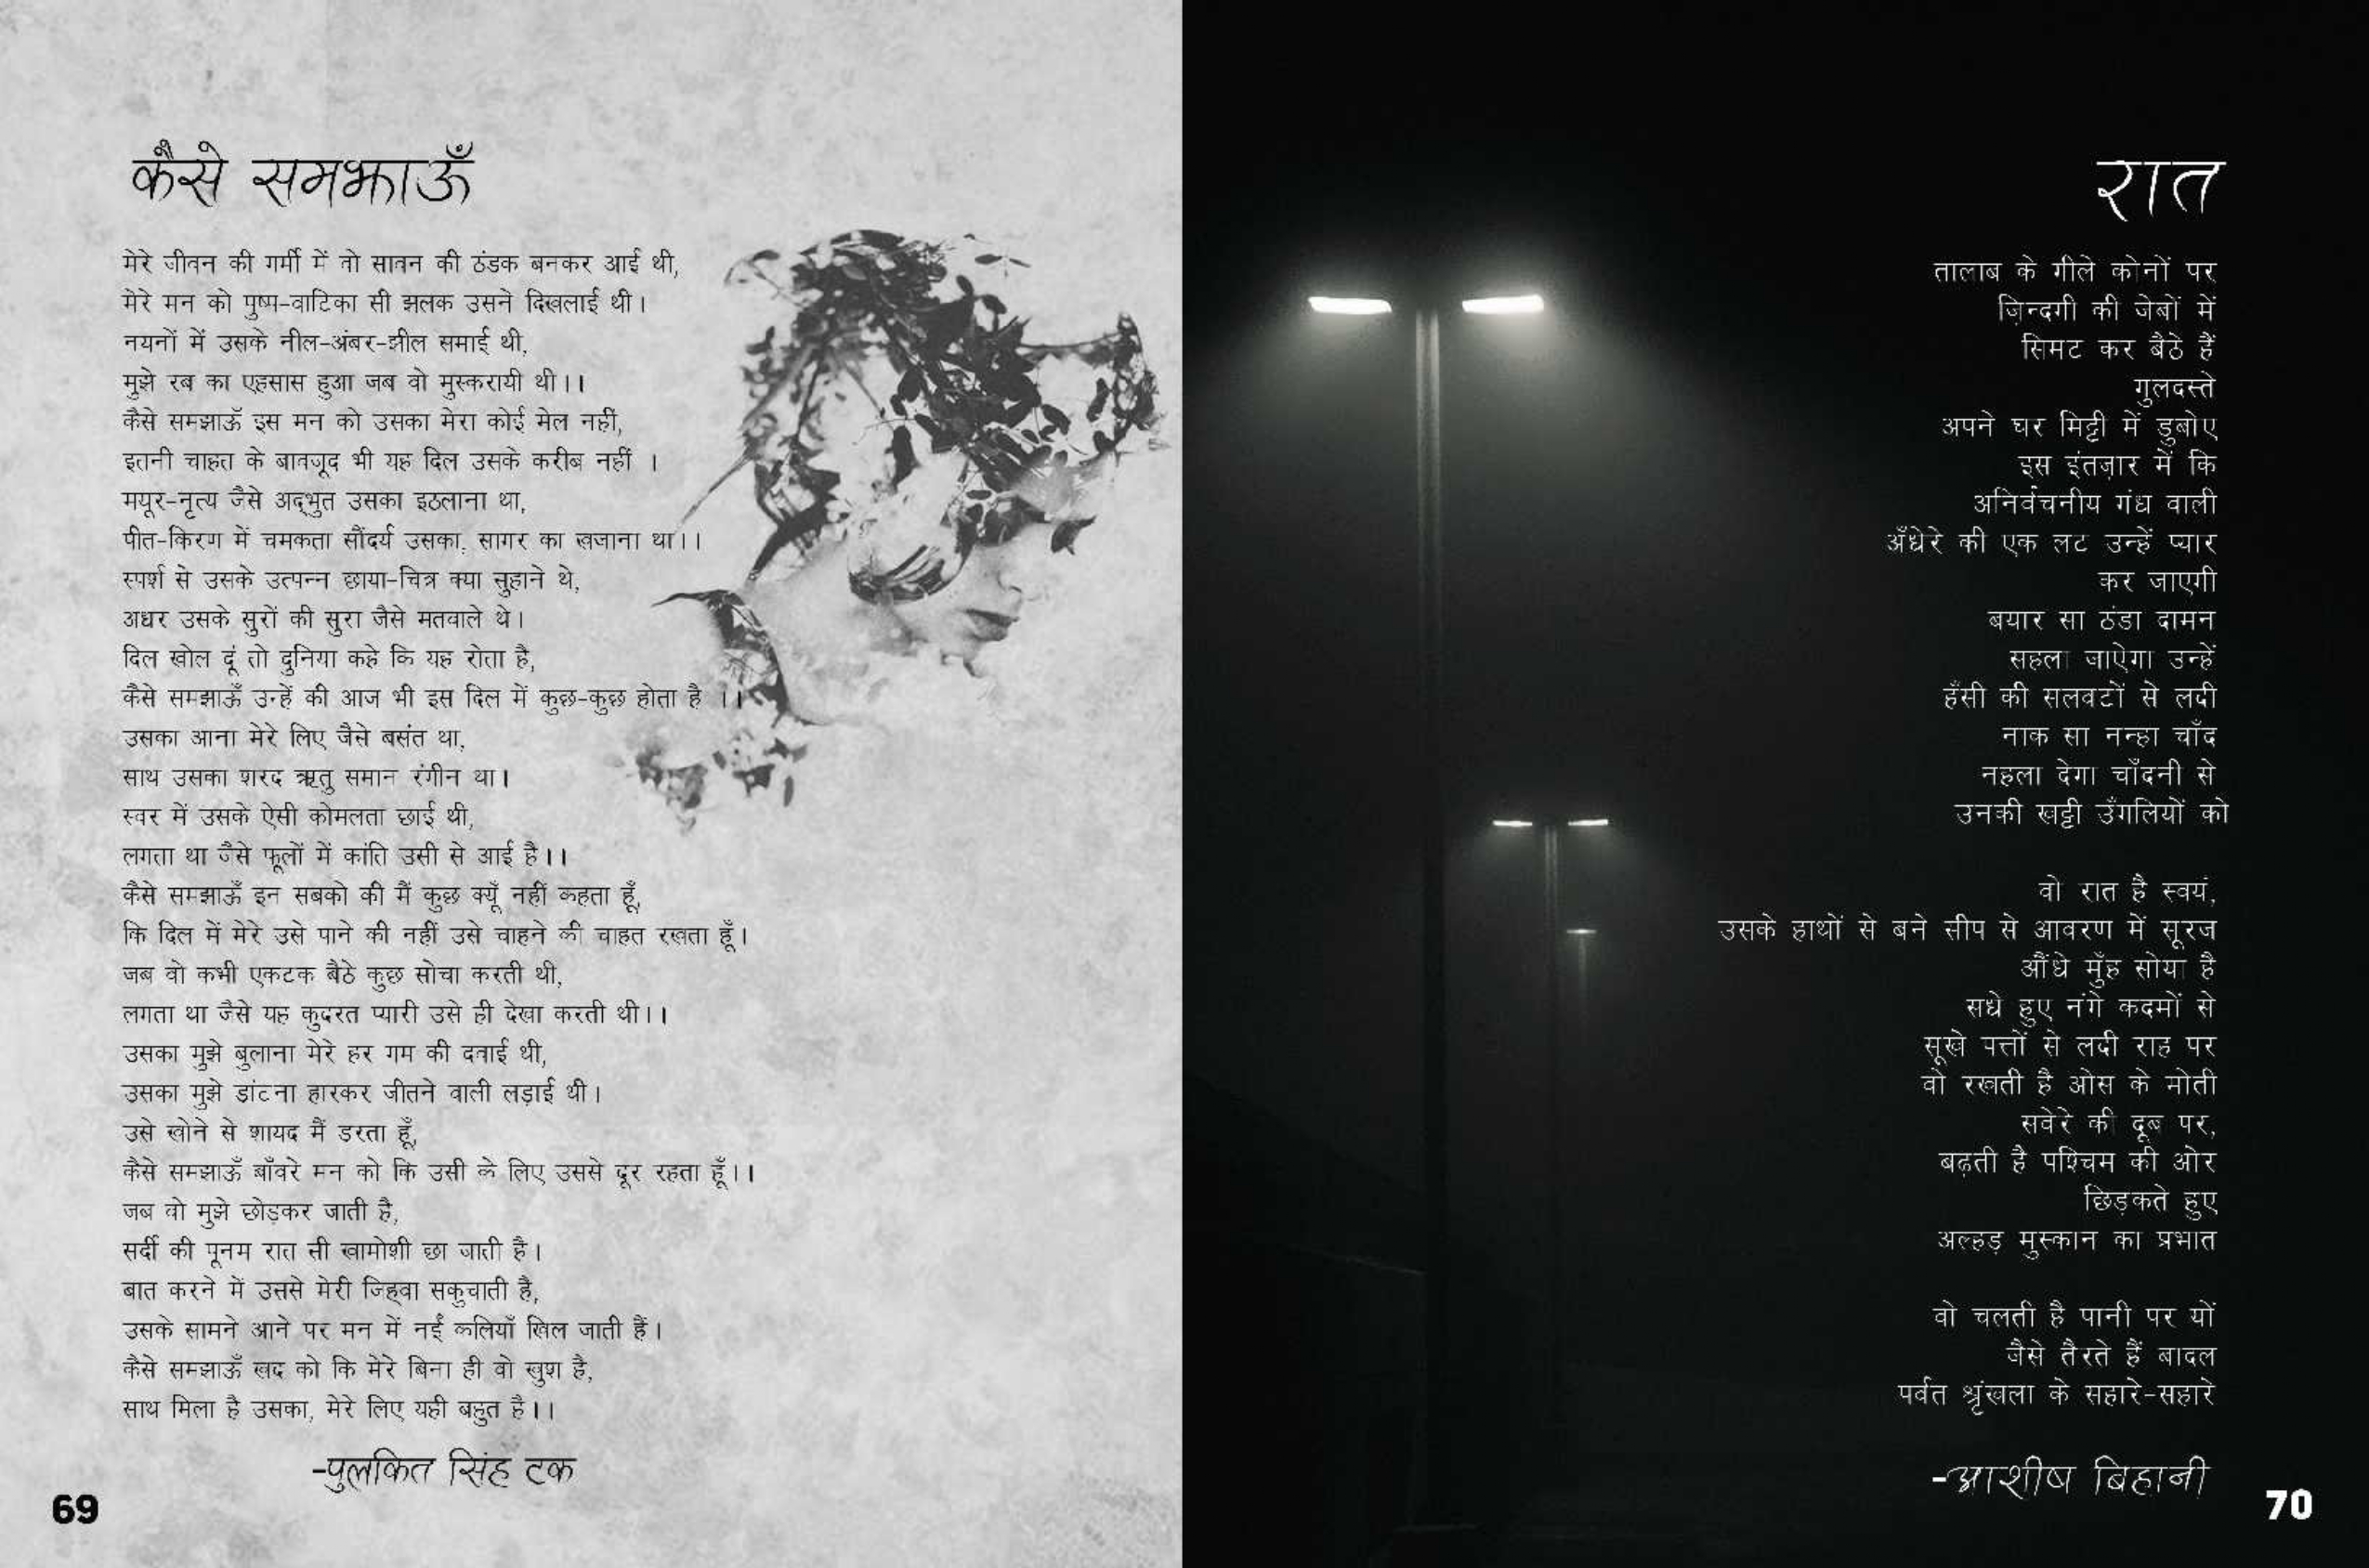 कैसे समझाऊँ
मेरे जीवन की गर्मी में वो सावन की ठंडक बनकर आई थी,
मेरे मन को पुष्प-वाटिका सी झलक उसने दिखलाई थी।
नयनों में उसके नील-अंबर-झील समाई थी,
मुझे रब का एहसास हुआ जब वो मुस्करायी थी।।
कैसे समझाऊँ इस मन को उसका मेरा कोई मेल नहीं,
इतनी चाहत के बावजूद भी यह दिल उसके करीब नहीं ।
मयूर-नृत्य जैसे अद्भुत उसका इठलाना था,
पीत-किरण में चमकता सौंदर्य उसका, सागर का खजाना था।।
स्पर्श से उसके उत्पन्न छाया-चित्र क्या सुहाने थे,
अधर उसके सुरों की सुरा जैसे मतवाले थे।
दिल खोल दूं तो दुनिया कहे कि यह रोता है,
कैसे समझाऊँ उन्हें की आज भी इस दिल में कुछ-कुछ होता है ।।
उसका आना मेरे लिए जैसे बसंत था,
साथ उसका शरद ऋतु समान रंगीन था।
स्वर में उसके ऐसी कोमलता छाई थी,
लगता था जैसे फूलों में कांति उसी से आई है।।
कैसे समझाऊँ इन सबको की मैं कुछ क्यूँ नहीं कहता हूँ,
कि दिल में मेरे उसे पाने की नहीं उसे चाहने की चाहत रखता हूँ।
जब वो कभी एकटक बैठे कुछ सोचा करती थी,
लगता था जैसे यह कुदरत प्यारी उसे ही देखा करती थी।।
उसका मुझे बुलाना मेरे हर गम की दवाई थी,
उसका मुझे डांटना हारकर जीतने वाली लड़ाई थी।
उसे खोने से शायद मैं डरता हूँ,
कैसे समझाऊँ बाँवरे मन को कि उसी के लिए उससे दूर रहता हूँ।।
जब वो मुझे छोड़कर जाती है,
सर्दी की पूनम रात सी खामोशी छा जाती है।
बात करने में उससे मेरी जिह्वा सकुचाती है,
उसके सामने आने पर मन में नईं कलियाँ खिल जाती हैं।
कैसे समझाऊँ खद को कि मेरे बिना ही वो खुश है,
साथ मिला है उसका, मेरे लिए यही बहुत है।।
-पुलकित सिंह टक
69
रात
तालाब के गीले कोनों पर
ज़िन्दगी की जेबों में
सिमट कर बैठे हैं
गुलदस्ते
अपने घर मिट्टी में डुबोए
इस इंतज़ार में कि
अनिर्वचनीय गंध वाली
अँधेरे की एक लट उन्हें प्यार
कर जाएगी
बयार सा ठंडा दामन
सहला जाऐगा उन्हें
हँसी की सलवटों से लदी
नाक सा नन्हा चाँद
नहला देगा चाँदनी से
उनकी खट्टी उँगलियों को
वो रात है स्वयं,
उसके हाथों से बने सीप से आवरण में सूरज
औंधे मुँह सोया है
सधे हुए नंगे कदमों से
सूखे पत्तों से लदी राह पर
वो रखती है ओस के मोती
सवेरे की दूब पर,
बढ़ती है पश्चिम की ओर
छिड़कते हुए
अल्हड़ मुस्कान का प्रभात
वो चलती है पानी पर यों
जैसे तैरते हैं बादल
पर्वत श्रृंखला के सहारे-सहारे
-आशीष बिहानी
70